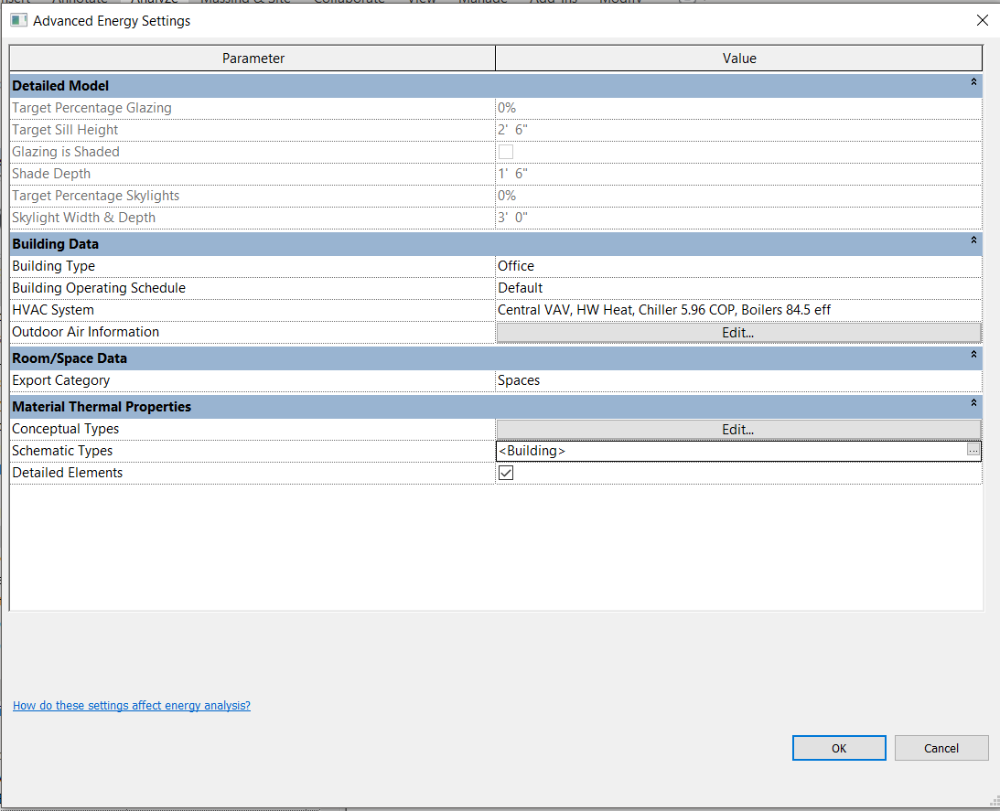 Advanced Energy Settings
Parameter Value
Detailed Model
Target Percentage Glazing 0%
Target Sill Height 2' 6"
Glazing is Shaded
Shade Depth 1' 6"
Target Percentage Skylights 0%
Skylight Width & Depth 3' 0"
Building Data
Building Type Office
Building Operating Schedule Default
HVAC System Central VAV, HW Heat, Chiller 5.96 COP, Boilers 84.5 eff
Outdoor Air Information Edit...
Room/Space Data
Export Category Spaces
Material Thermal Properties
Conceptual Types Edit...
Schematic Types <Building> ...
Detailed Elements
How do these settings affect energy analysis?
OK Cancel